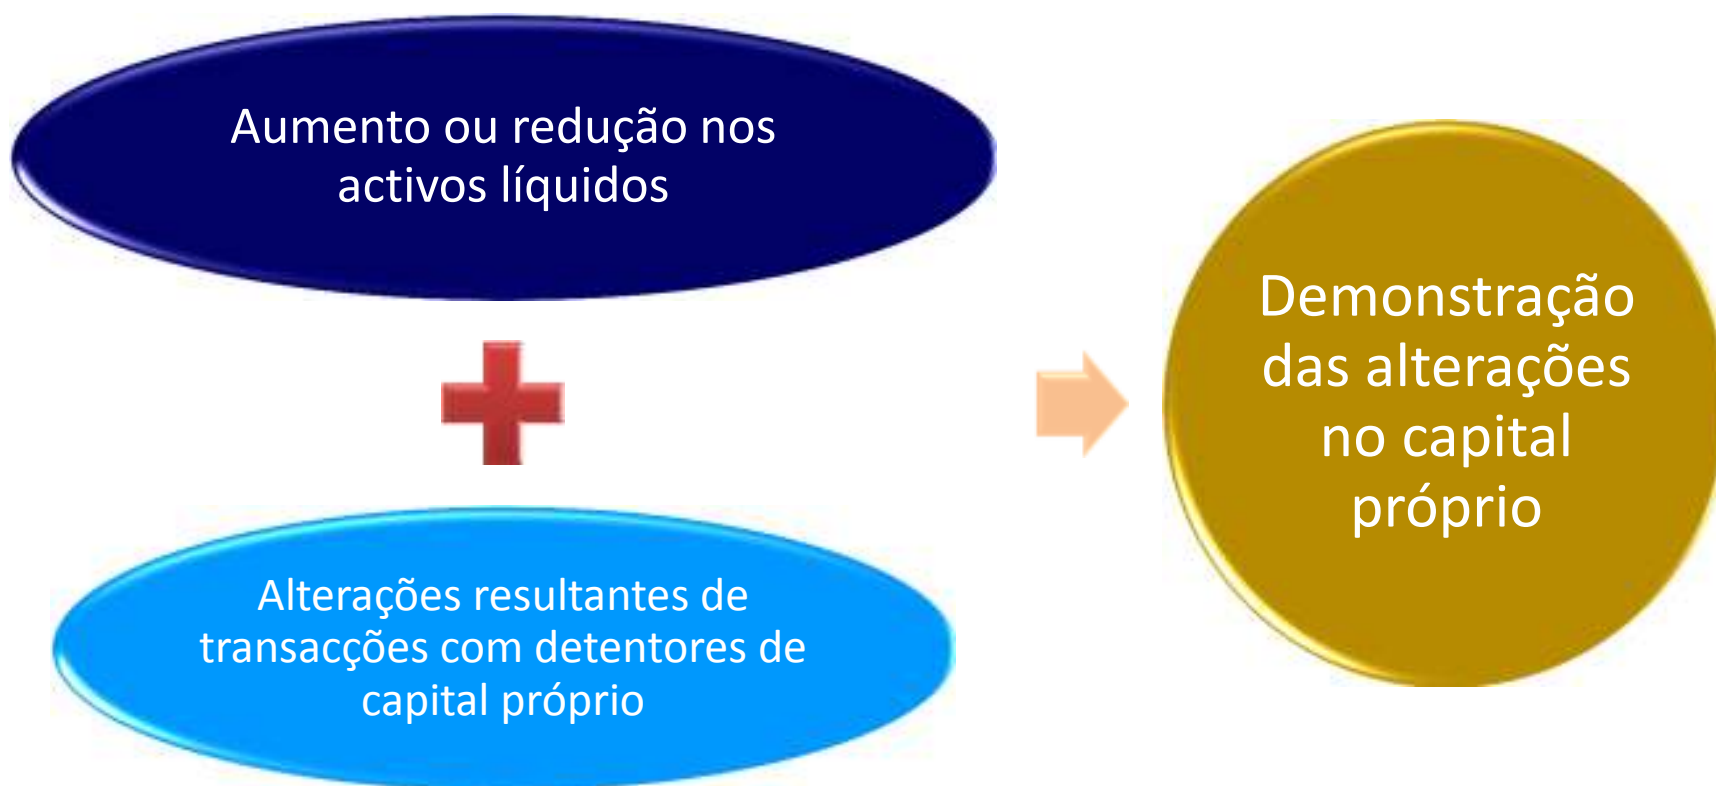 Aumento ou redução nos
activos líquidos
Alterações resultantes de
transacções com detentores de
capital próprio
Demonstração
das alterações
no capital
próprio